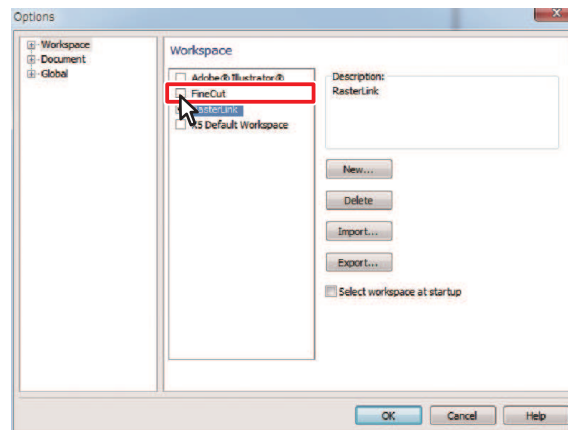 Options
Workspace
Document
Global
Workspace
Adobe® Illustrator®
FineCut
RasterLink
X5 Default Workspace
Description:
RasterLink
New...
Delete
Import...
Export...
Select workspace at startup
OK
Cancel
Help